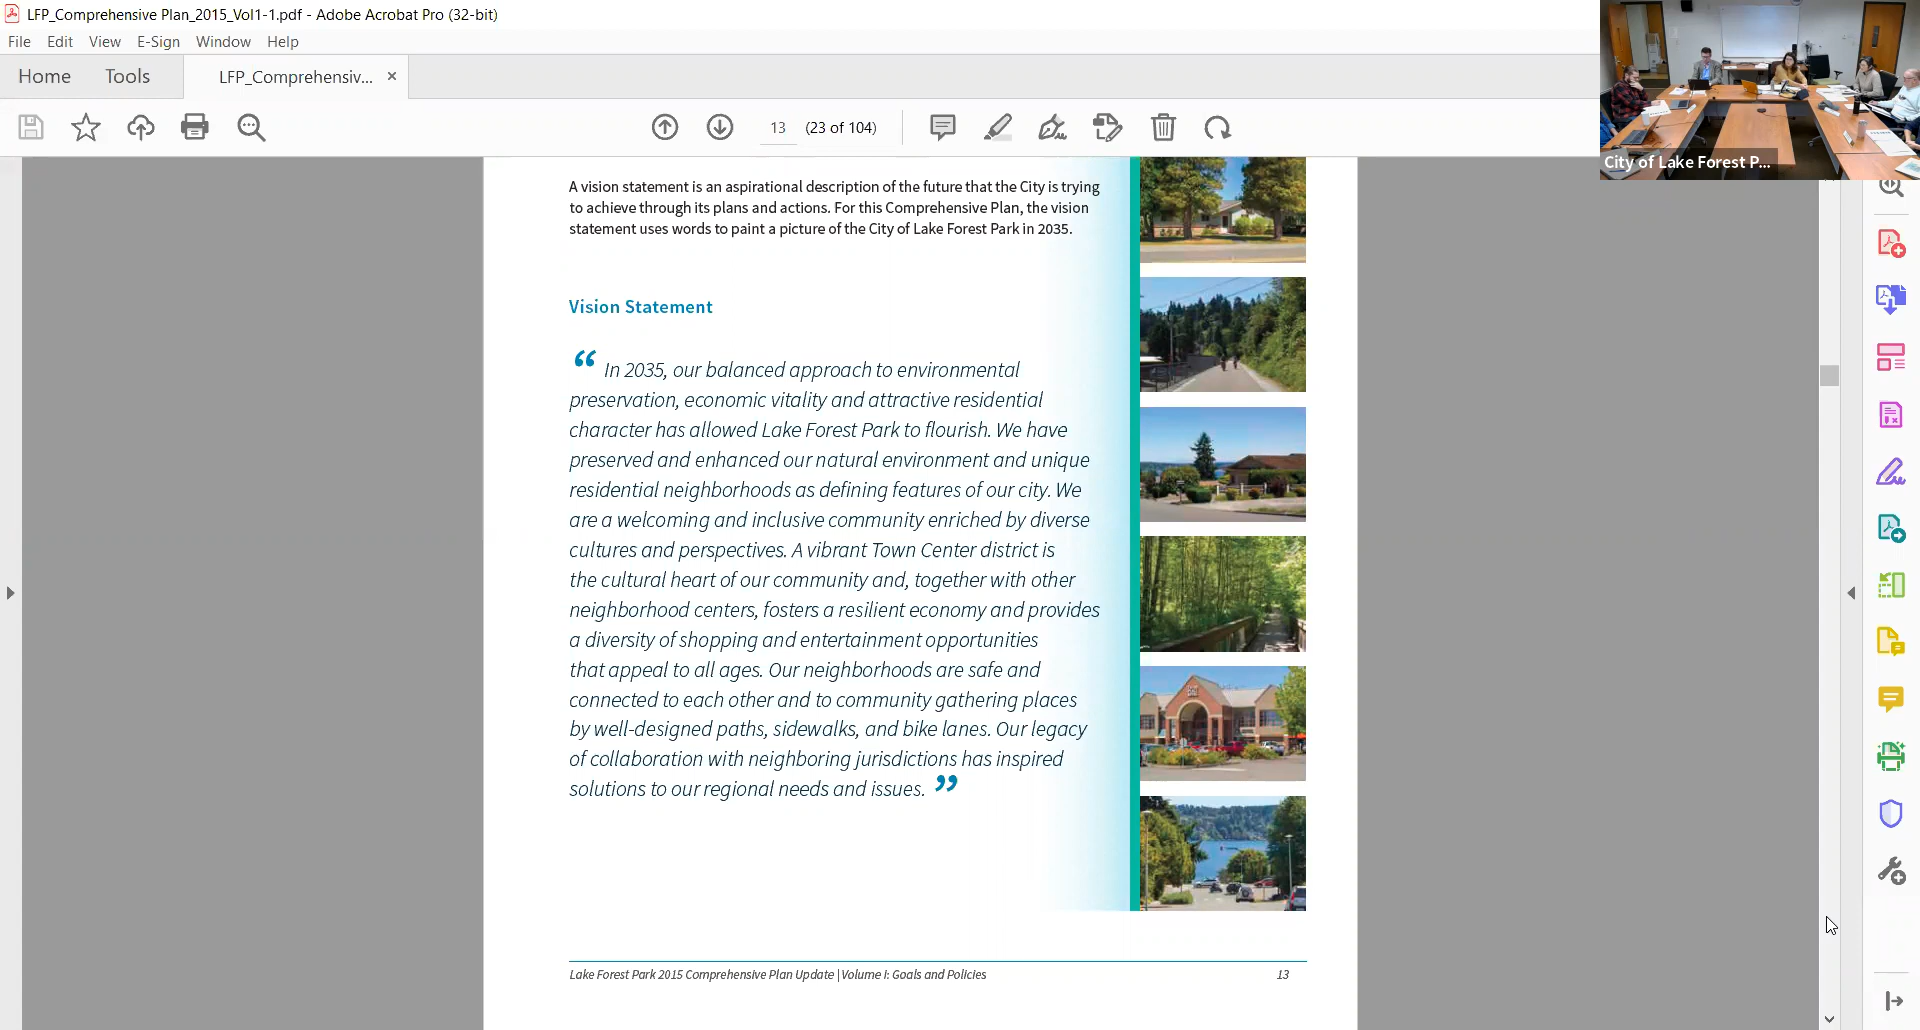 LFP_Comprehensive Plan_2015_Vol1-1.pdf - Adobe Acrobat Pro (32-bit)
File Edit View E-Sign Window Help
Home Tools LFP_Comprehensiv... ×
13 (23 of 104)
City of Lake Forest P...
A vision statement is an aspirational description of the future that the City is trying
to achieve through its plans and actions. For this Comprehensive Plan, the vision
statement uses words to paint a picture of the City of Lake Forest Park in 2035.
Vision Statement
“ In 2035, our balanced approach to environmental
preservation, economic vitality and attractive residential
character has allowed Lake Forest Park to flourish. We have
preserved and enhanced our natural environment and unique
residential neighborhoods as defining features of our city. We
are a welcoming and inclusive community enriched by diverse
cultures and perspectives. A vibrant Town Center district is
the cultural heart of our community and, together with other
neighborhood centers, fosters a resilient economy and provides
a diversity of shopping and entertainment opportunities
that appeal to all ages. Our neighborhoods are safe and
connected to each other and to community gathering places
by well-designed paths, sidewalks, and bike lanes. Our legacy
of collaboration with neighboring jurisdictions has inspired
solutions to our regional needs and issues. ”
Lake Forest Park 2015 Comprehensive Plan Update | Volume I: Goals and Policies 13